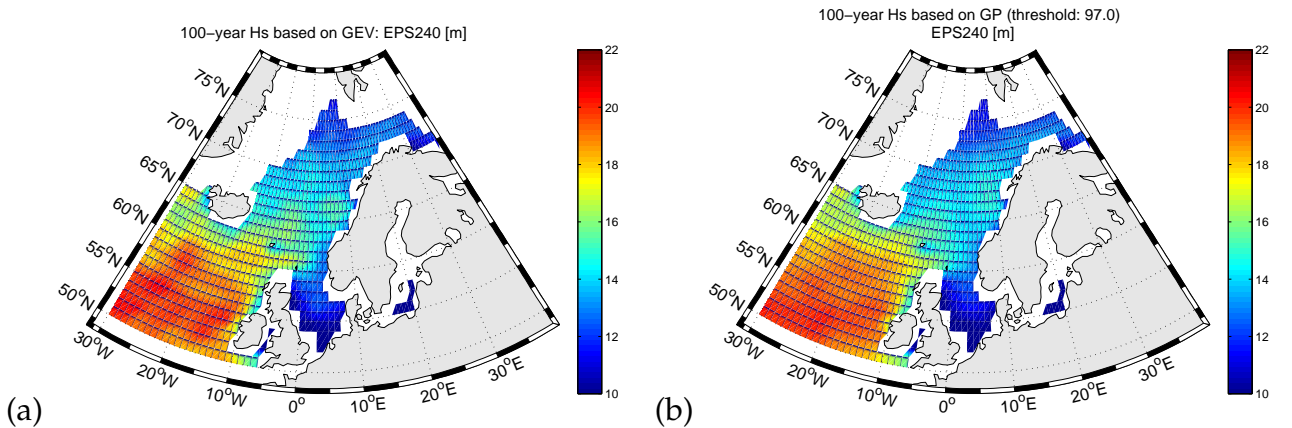 100−year Hs based on GEV: EPS240 [m]
75°N
70°N
65°N
60°N
55°N
50°N
30°W
20°W
10°W
0°
10°E
20°E
30°E
22
20
18
16
14
12
10
(a)
100−year Hs based on GP (threshold: 97.0)
EPS240 [m]
75°N
70°N
65°N
60°N
55°N
50°N
30°W
20°W
10°W
0°
10°E
20°E
30°E
22
20
18
16
14
12
10
(b)